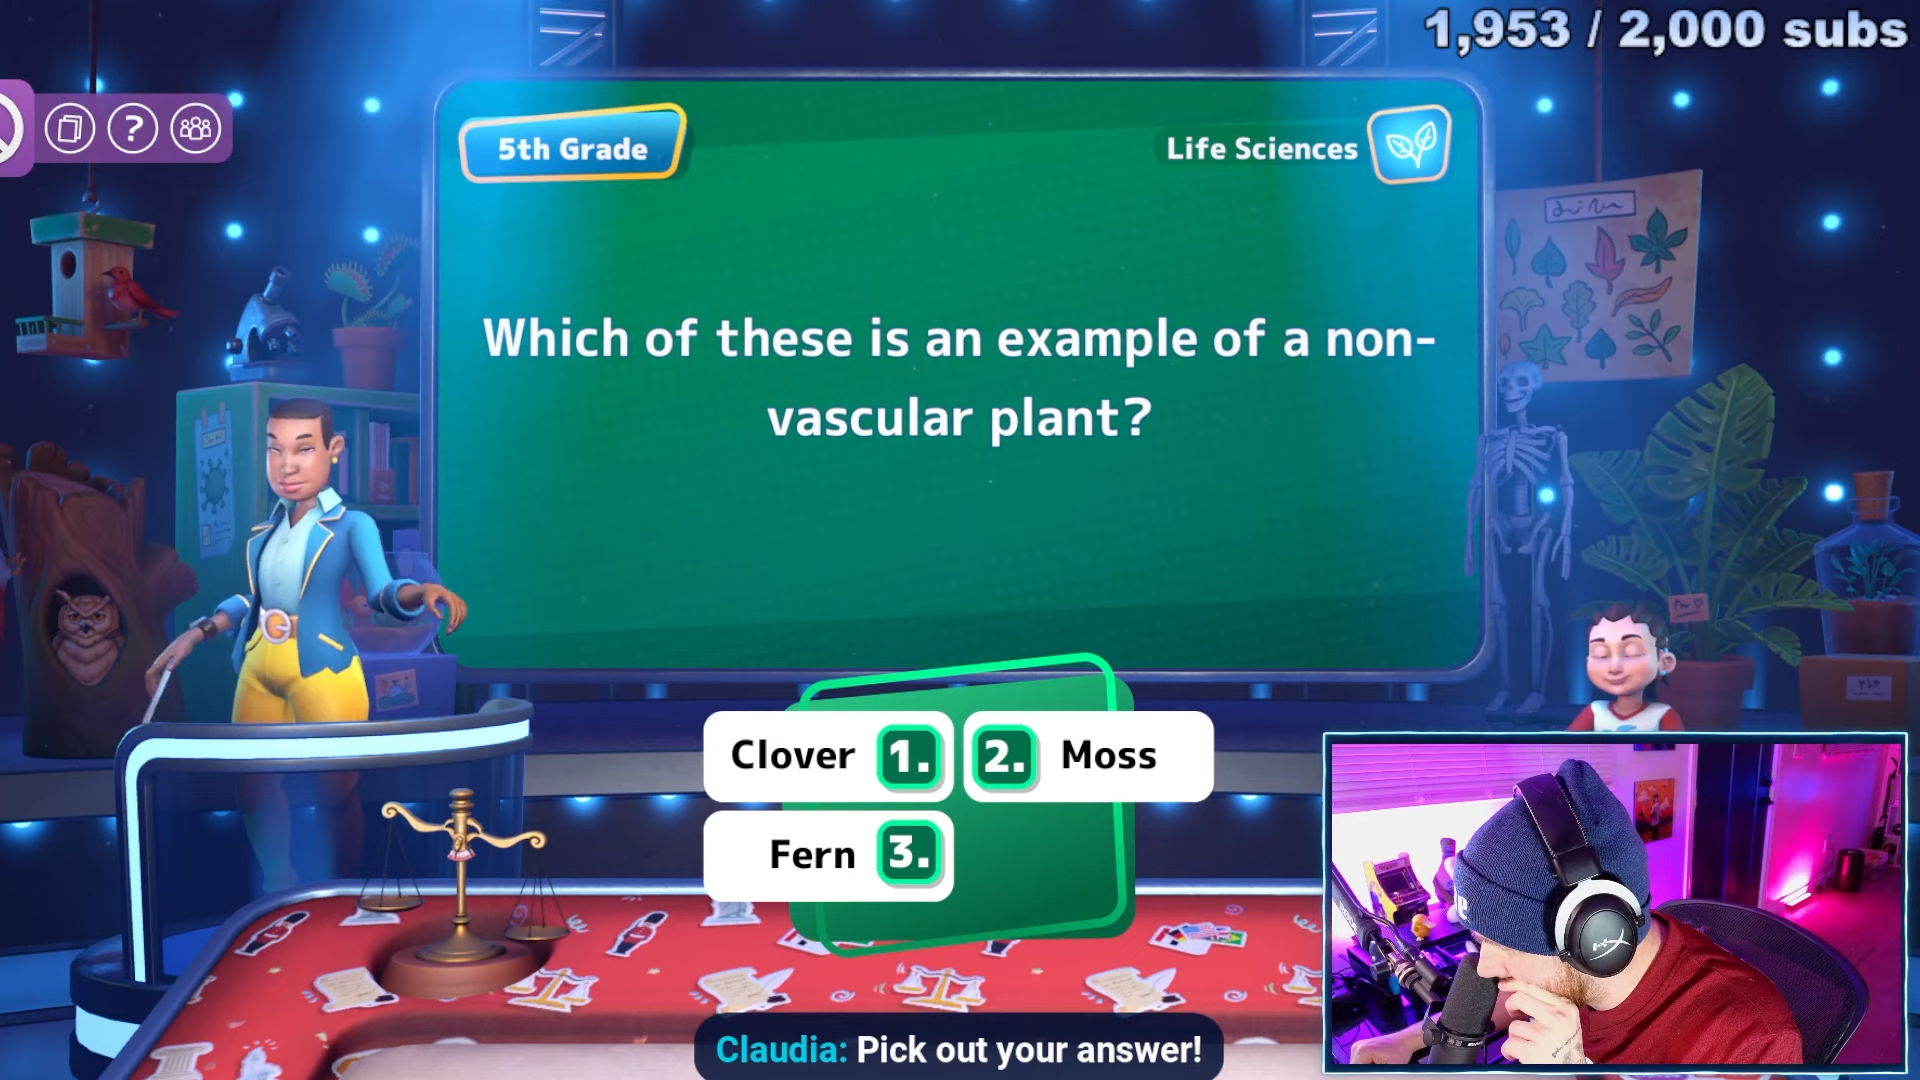 1,953 / 2,000 subs
5th Grade
Life Sciences
?
Which of these is an example of a non-
vascular plant?
Clover 1. 2. Moss
Fern 3.
Claudia: Pick out your answer!